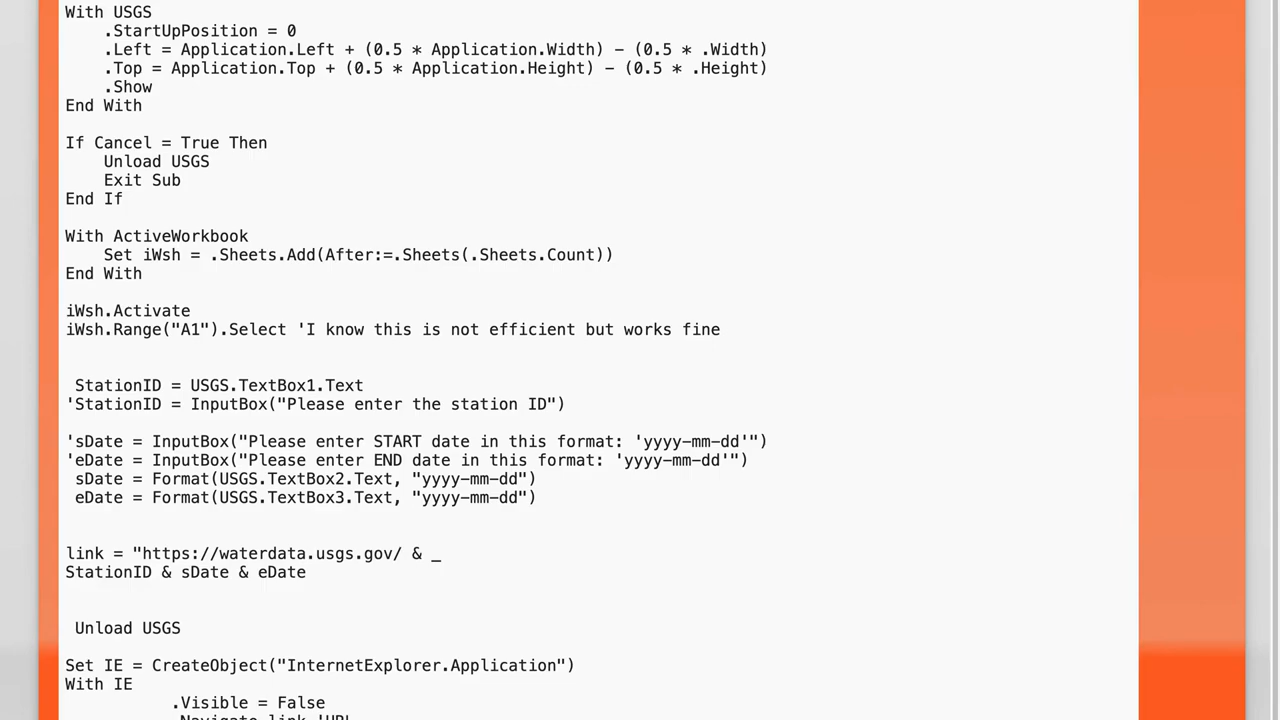 With USGS
.StartUpPosition = 0
.Left = Application.Left + (0.5 * Application.Width) - (0.5 * .Width)
.Top = Application.Top + (0.5 * Application.Height) - (0.5 * .Height)
.Show
End With
If Cancel = True Then
Unload USGS
Exit Sub
End If
With ActiveWorkbook
Set iWsh = .Sheets.Add(After:=.Sheets(.Sheets.Count))
End With
iWsh.Activate
iWsh.Range("A1").Select 'I know this is not efficient but works fine
StationID = USGS.TextBox1.Text
'StationID = InputBox("Please enter the station ID")
'sDate = InputBox("Please enter START date in this format: 'yyyy-mm-dd'")
'eDate = InputBox("Please enter END date in this format: 'yyyy-mm-dd'")
sDate = Format(USGS.TextBox2.Text, "yyyy-mm-dd")
eDate = Format(USGS.TextBox3.Text, "yyyy-mm-dd")
link = "https://waterdata.usgs.gov/ & _
StationID & sDate & eDate
Unload USGS
Set IE = CreateObject("InternetExplorer.Application")
With IE
.Visible = False
.Navigate link 'URL